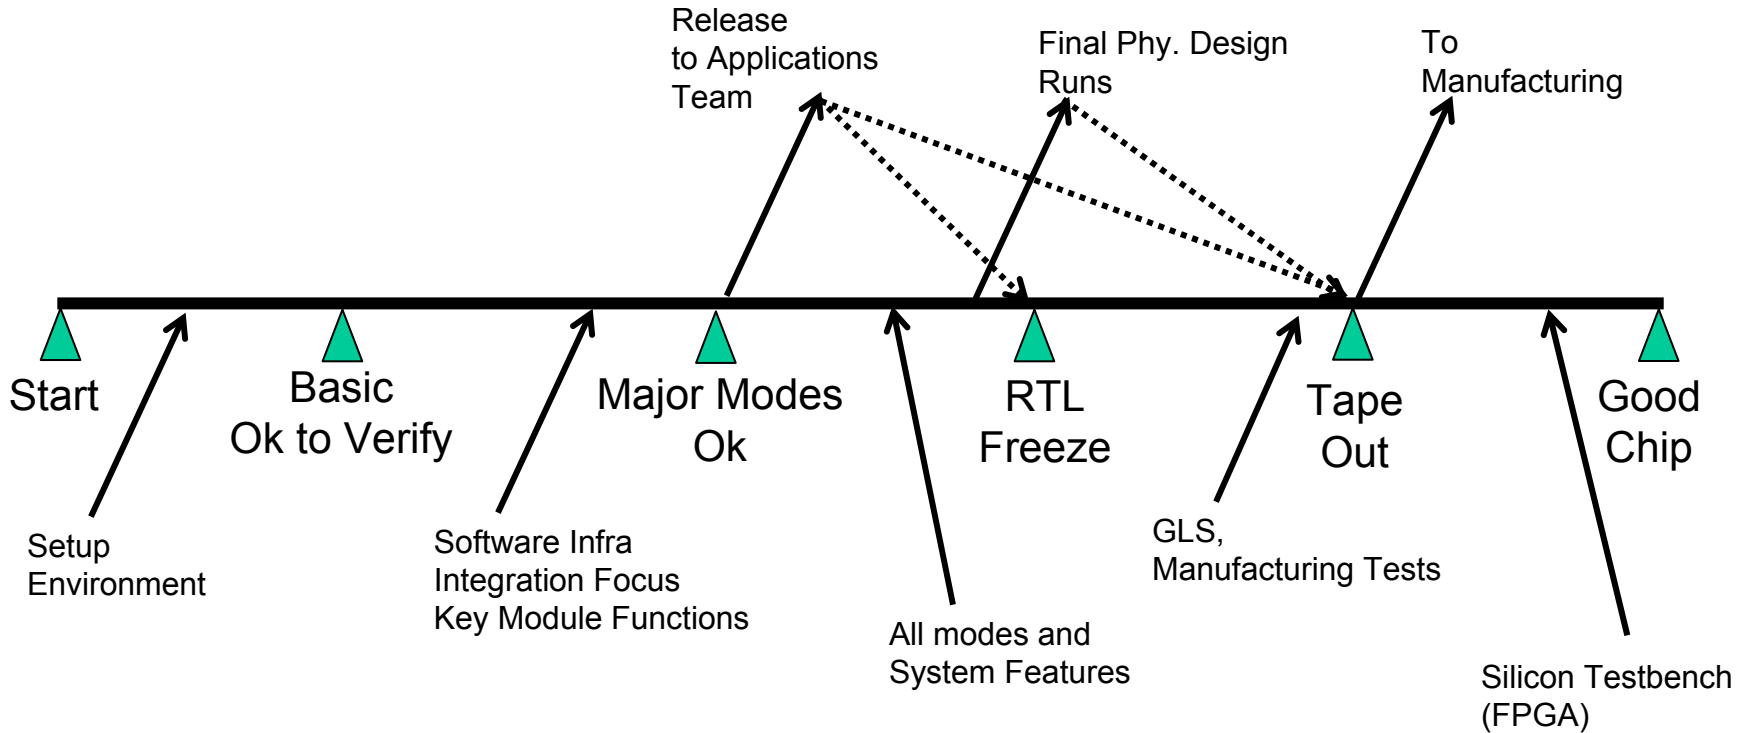 Release
to Applications
Team
Final Phy. Design
Runs
To
Manufacturing
Start
Basic
Ok to Verify
Major Modes
Ok
RTL
Freeze
Tape
Out
Good
Chip
Setup
Environment
Software Infra
Integration Focus
Key Module Functions
All modes and
System Features
GLS,
Manufacturing Tests
Silicon Testbench
(FPGA)